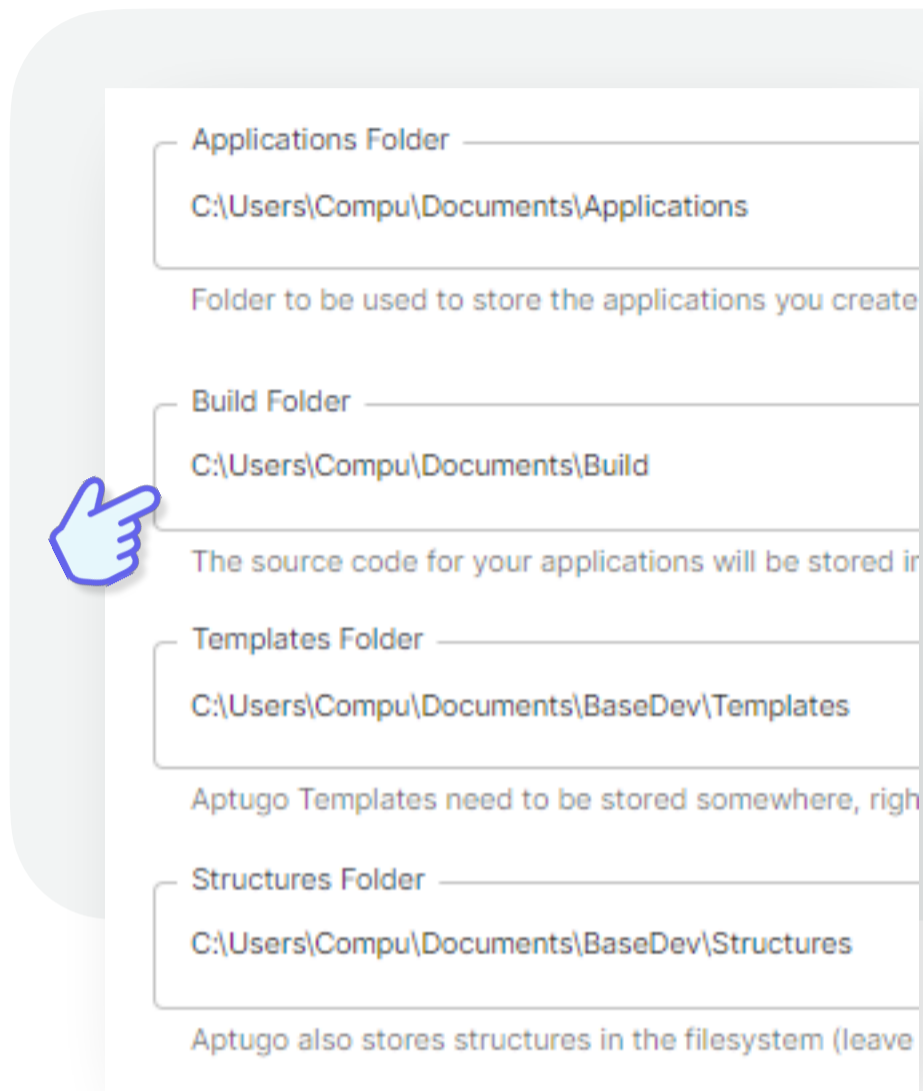 Applications Folder
C:\Users\Compu\Documents\Applications
Folder to be used to store the applications you create
Build Folder
C:\Users\Compu\Documents\Build
The source code for your applications will be stored
Templates Folder
C:\Users\Compu\Documents\BaseDev\Templates
Aptugo Templates need to be stored somewhere,
Structures Folder
C:\Users\Compu\Documents\BaseDev\Structures
Aptugo also stores structures in the filesystem (leave